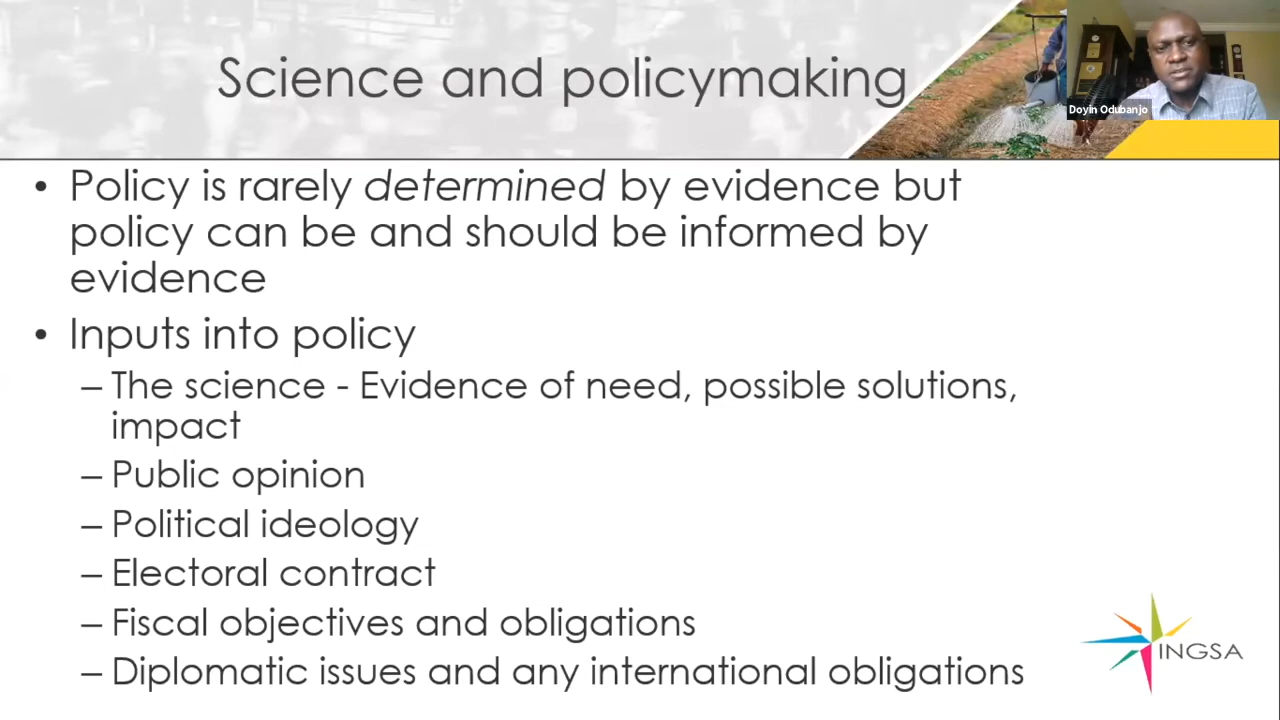 Science and policymaking
Doyin Odubanjo
• Policy is rarely determined by evidence but
policy can be and should be informed by
evidence
• Inputs into policy
– The science - Evidence of need, possible solutions,
impact
– Public opinion
– Political ideology
– Electoral contract
– Fiscal objectives and obligations
– Diplomatic issues and any international obligations
INGSA